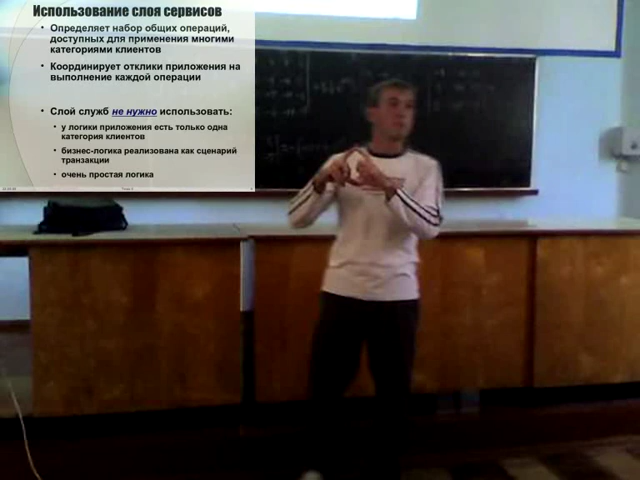 Использование слоя сервисов
• Определяет набор общих операций,
доступных для применения многими
категориями клиентов
• Координирует отклики приложения на
выполнение каждой операции
• Слой служб не нужно использовать:
• у логики приложения есть только одна
категория клиентов
• бизнес-логика реализована как сценарий
транзакции
• очень простая логика